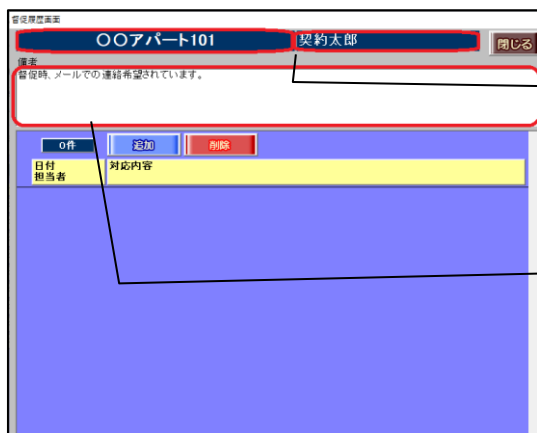 督促履歴画面
〇〇アパート101
契約太郎
閉じる
備考
督促時、メールでの連絡希望されています。
0件
追加
削除
日付
担当者
対応内容